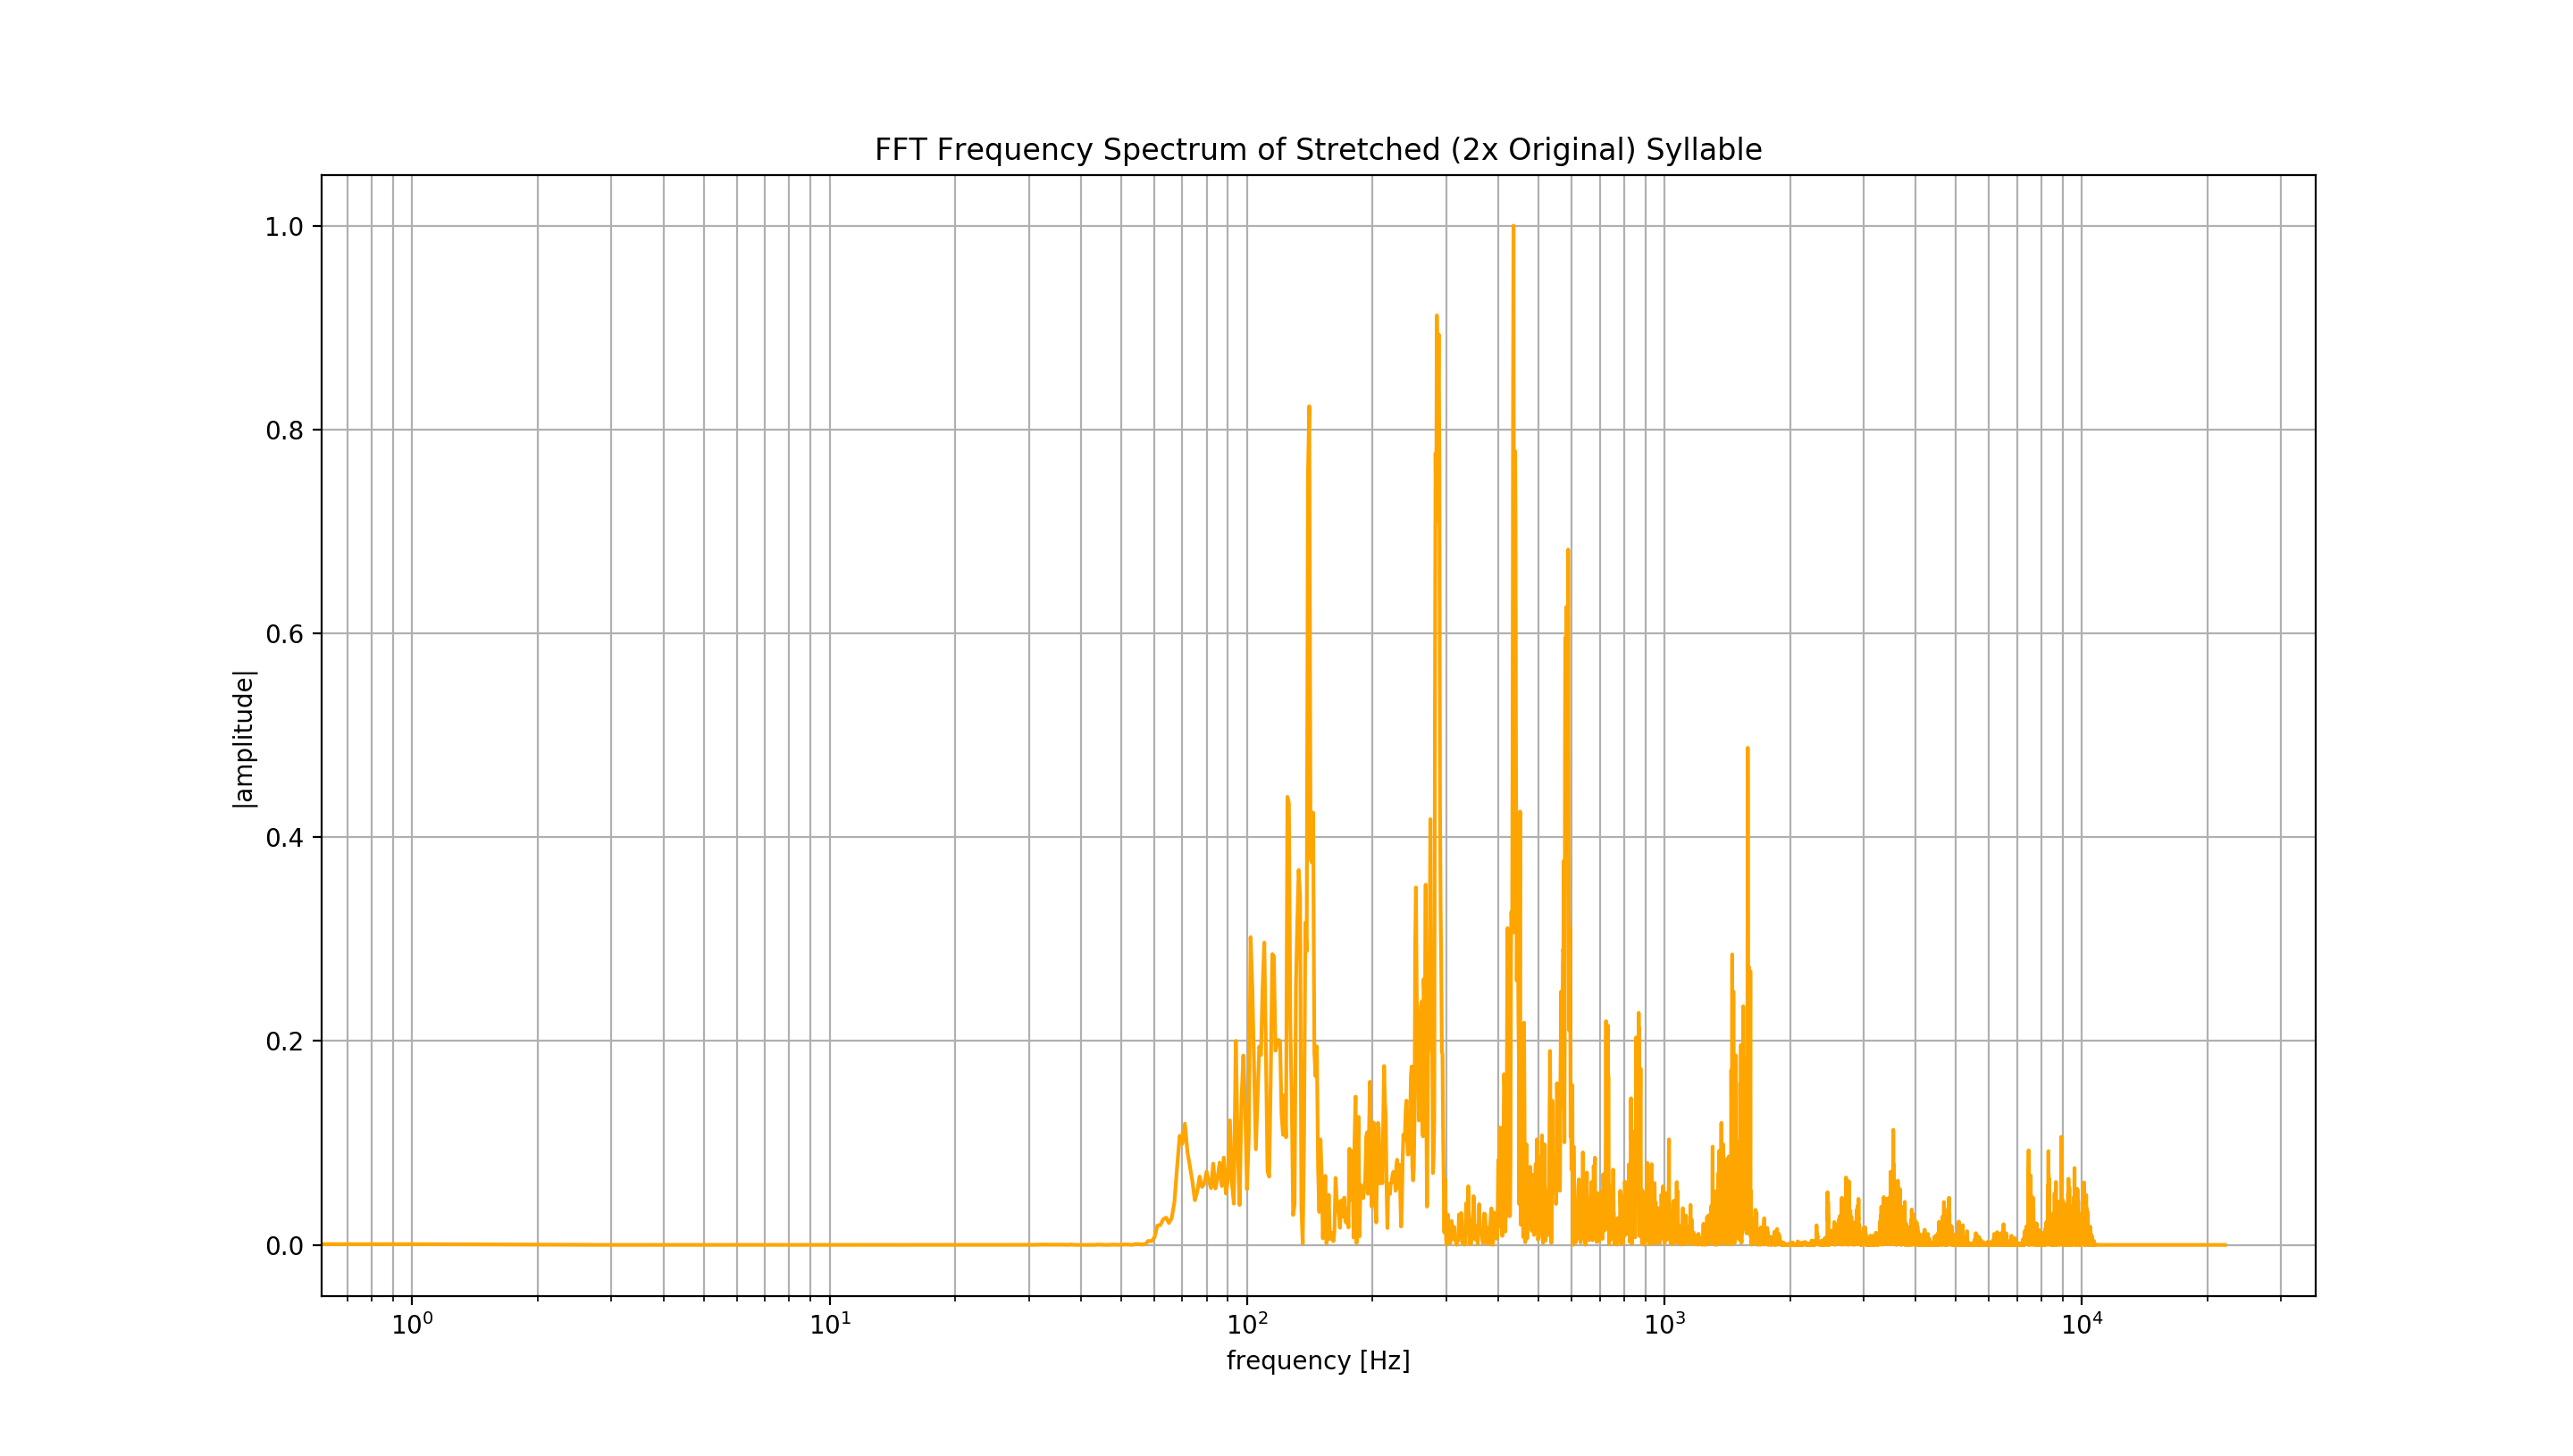 FFT Frequency Spectrum of Stretched (2x Original) Syllable
1.0
0.8
0.6
0.4
0.2
0.0
|amplitude|
10⁰ 10¹ 10² 10³ 10⁴
frequency [Hz]